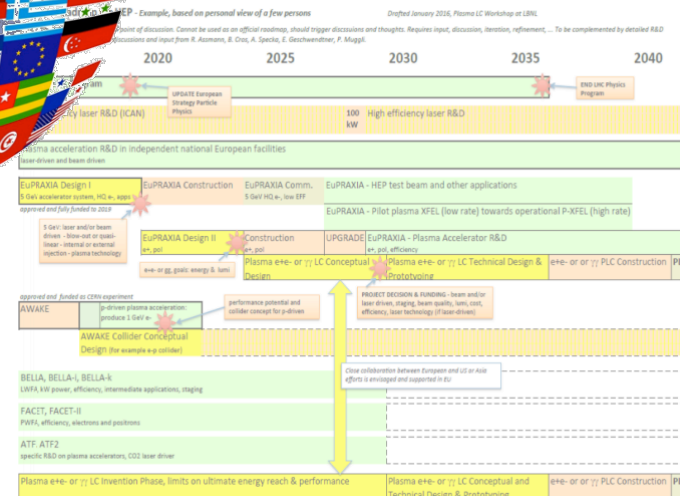 HEP - Example, based on personal view of a few persons
Drafted January 2016, Plasma LC Workshop at LBNL
point of discussion. Cannot be used as an official roadmap, should trigger discussions and thoughts. Requires input, discussion, iteration, refinement, ... To be complemented by detailed R&D
discussions and input from R. Assmann, B. Cros, A. Specka, E. Geschwendtner, P. Muggli.
2020 2025 2030 2035 2040
UPDATE European
Strategy Particle
Physics
END LHC Physics
Program
laser R&D (ICAN)
100
kW
High efficiency laser R&D
plasma acceleration R&D in independent national European facilities
laser-driven and beam driven
EuPRAXIA Design I
5 GeV accelerator system, HQ e-, apps
EuPRAXIA Construction
EuPRAXIA Comm.
5 GeV HQ e-, low EFF
EuPRAXIA - HEP test beam and other applications
approved and fully funded to 2019
EuPRAXIA - Pilot plasma XFEL (low rate) towards operational P-XFEL (high rate)
5 GeV: laser and/or beam
driven - blow-out or quasi-
linear - internal or external
injection - plasma technology
EuPRAXIA Design II
e+, pol
Construction
e+, pol
UPGRADE
EuPRAXIA - Plasma Accelerator R&D
e+, pol, efficiency
e+e- or gg, goals: energy & lumi
Plasma e+e- or γγ LC Conceptual
Design
Plasma e+e- or γγ LC Technical Design &
Prototyping
e+e- or γγ PLC Construction
approved and funded as CERN experiment
AWAKE
p-driven plasma acceleration:
produce 1 GeV e-
performance potential and
collider concept for p-driven
PROJECT DECISION & FUNDING - beam and/or
laser driven, staging, beam quality, lumi, cost,
efficiency, laser technology (if laser-driven)
AWAKE Collider Conceptual
Design (for example e-p collider)
Close collaboration between European and US or Asia
efforts is envisaged and supported in EU
BELLA, BELLA-i, BELLA-k
LWFA, kW power, efficiency, intermediate applications, staging
FACET, FACET-II
PWFA, efficiency, electrons and positrons
ATF, ATF2
specific R&D on plasma accelerators, CO2 laser driver
Plasma e+e- or γγ LC Invention Phase, limits on ultimate energy reach & performance
Plasma e+e- or γγ LC Conceptual and
Technical Design & Prototyping
e+e- or γγ PLC Construction